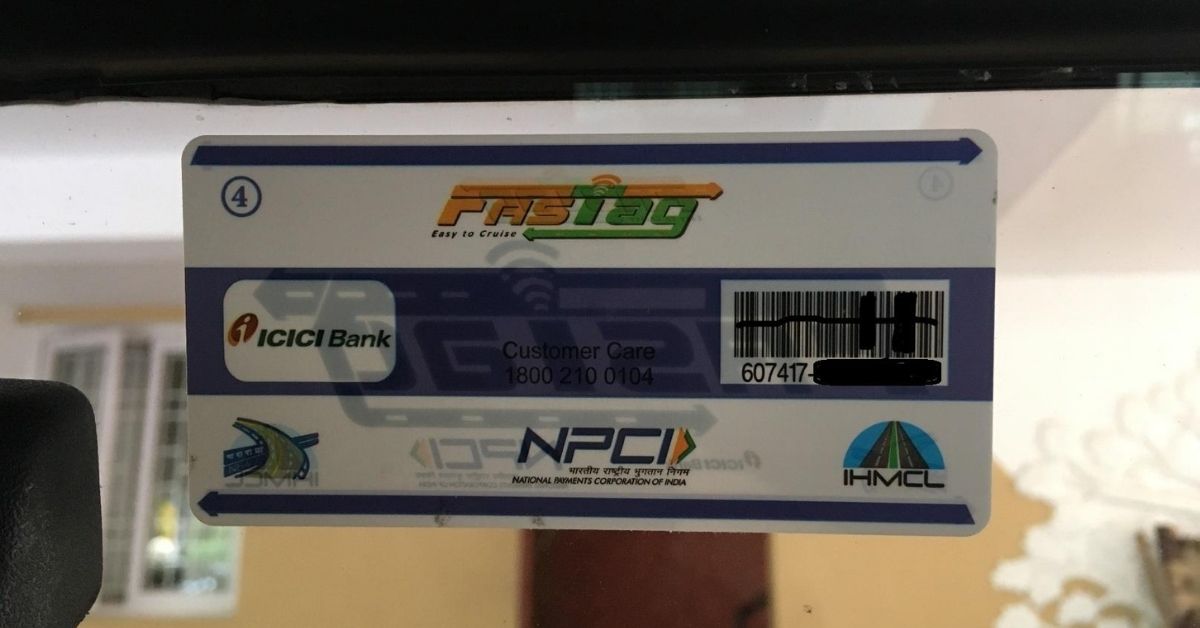 4
FASTag
Easy to Cruise
ICICI Bank
Customer Care
1800 210 0104
607417-
NPCI
भारतीय राष्ट्रीय भुगतान निगम
NATIONAL PAYMENTS CORPORATION OF INDIA
IHMCL